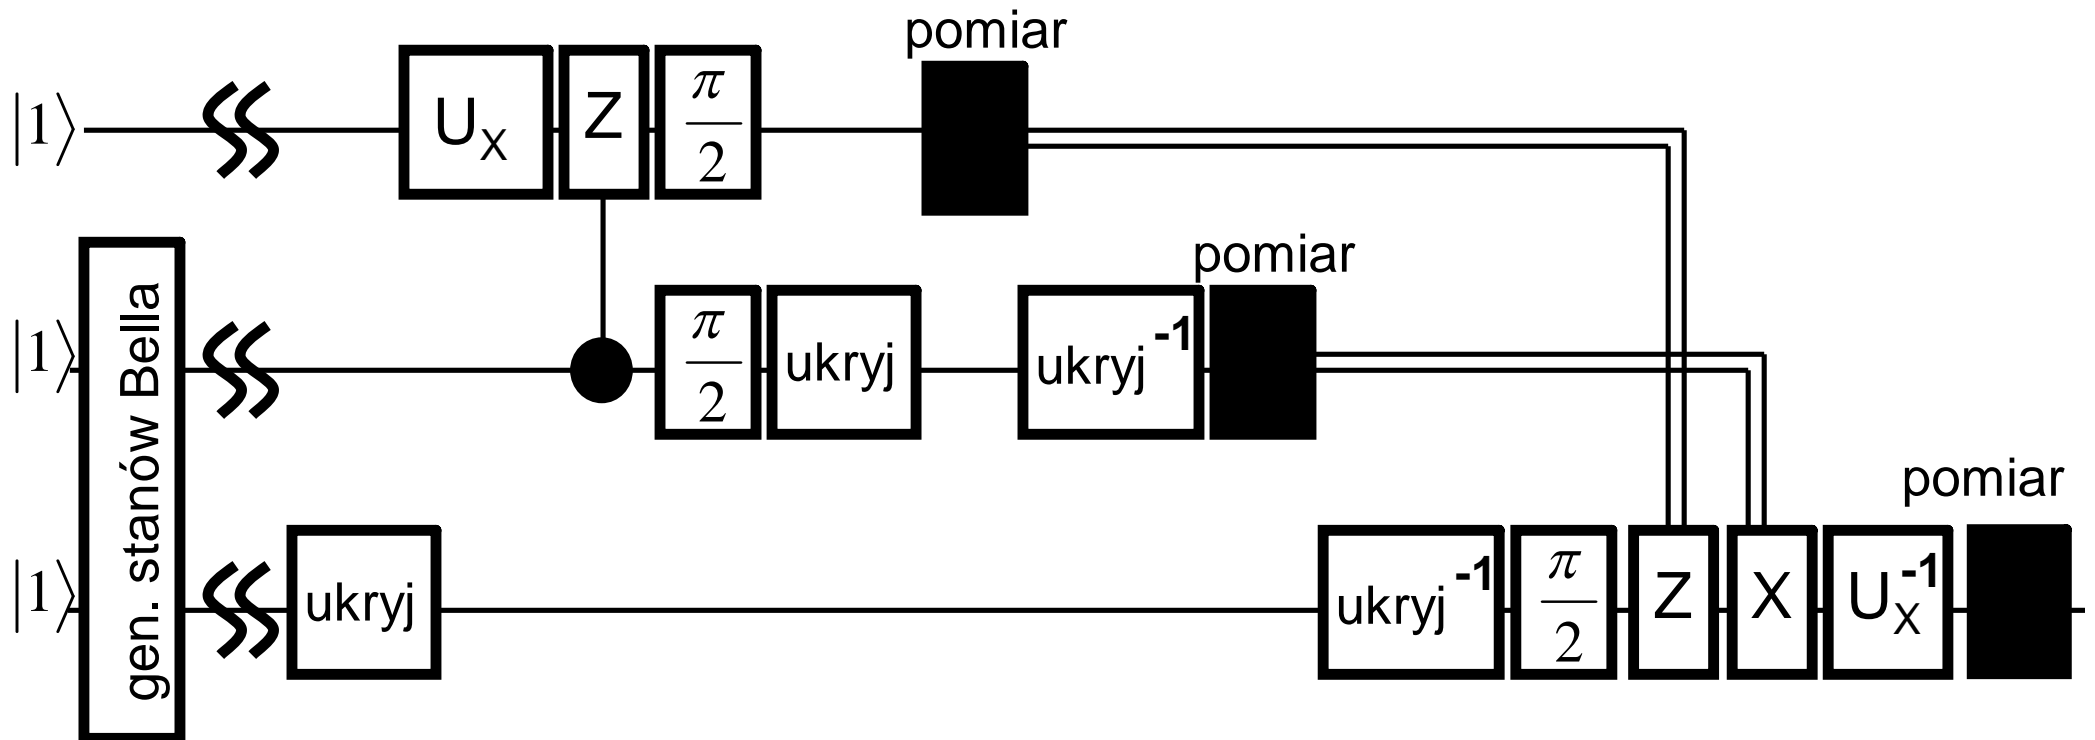 pomiar
|1⟩ U_X Z π/2
pomiar
|1⟩ gen. stanów Bella π/2 ukryj ukryj⁻¹
pomiar
|1⟩ ukryj ukryj⁻¹ π/2 Z X U_X⁻¹